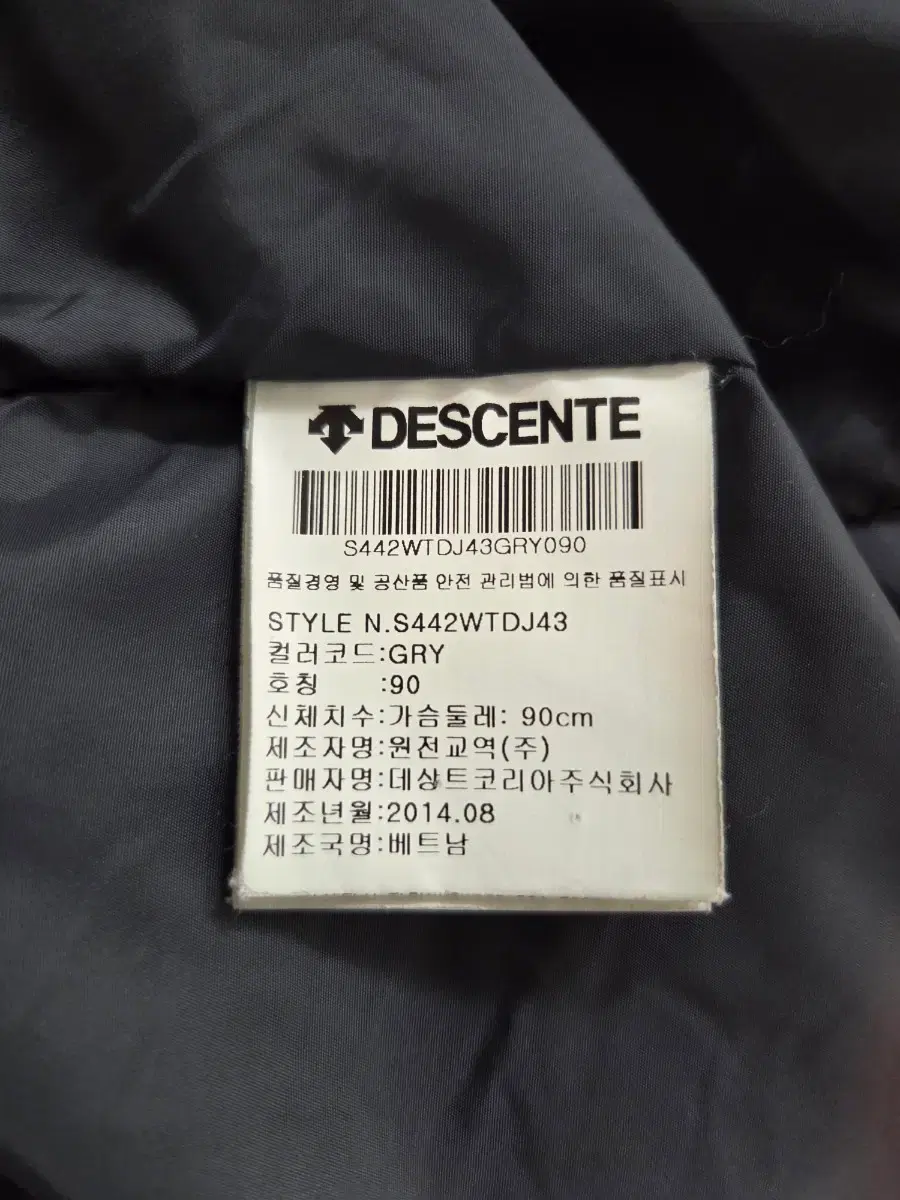 DESCENTE
S442WTDJ43GRY090
품질경영 및 공산품 안전 관리법에 의한 품질표시
STYLE N.S442WTDJ43
컬러코드:GRY
호칭 :90
신체치수:가슴둘레: 90cm
제조자명:원전교역(주)
판매자명:데상트코리아주식회사
제조년월:2014.08
제조국명:베트남